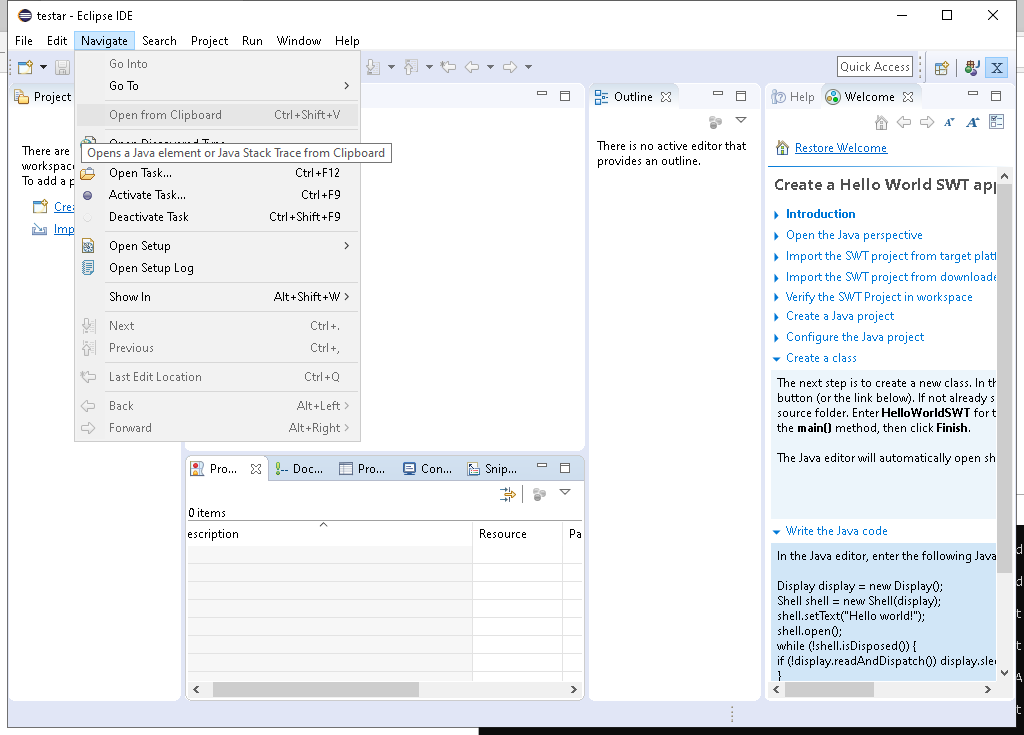 testar - Eclipse IDE
File Edit Navigate Search Project Run Window Help
Quick Access
Project
There are
workspac
To add a p
Crea
Imp
Go Into
Go To
Open from Clipboard Ctrl+Shift+V
Opens a Java element or Java Stack Trace from Clipboard
Open Task... Ctrl+F12
Activate Task... Ctrl+F9
Deactivate Task Ctrl+Shift+F9
Open Setup
Open Setup Log
Show In Alt+Shift+W
Next Ctrl+.
Previous Ctrl+,
Last Edit Location Ctrl+Q
Back Alt+Left
Forward Alt+Right
Pro... Doc... Pro... Con... Snip...
0 items
escription Resource Pa
Outline
There is no active editor that
provides an outline.
Help Welcome
Restore Welcome
Create a Hello World SWT app
Introduction
Open the Java perspective
Import the SWT project from target platf
Import the SWT project from downloade
Verify the SWT Project in workspace
Create a Java project
Configure the Java project
Create a class
The next step is to create a new class. In th
button (or the link below). If not already s
source folder. Enter HelloWorldSWT for t
the main() method, then click Finish.
The Java editor will automatically open sh
Write the Java code
In the Java editor, enter the following Java
Display display = new Display();
Shell shell = new Shell(display);
shell.setText("Hello world!");
shell.open();
while (!shell.isDisposed()) {
if (!display.readAndDispatch()) display.slee
}